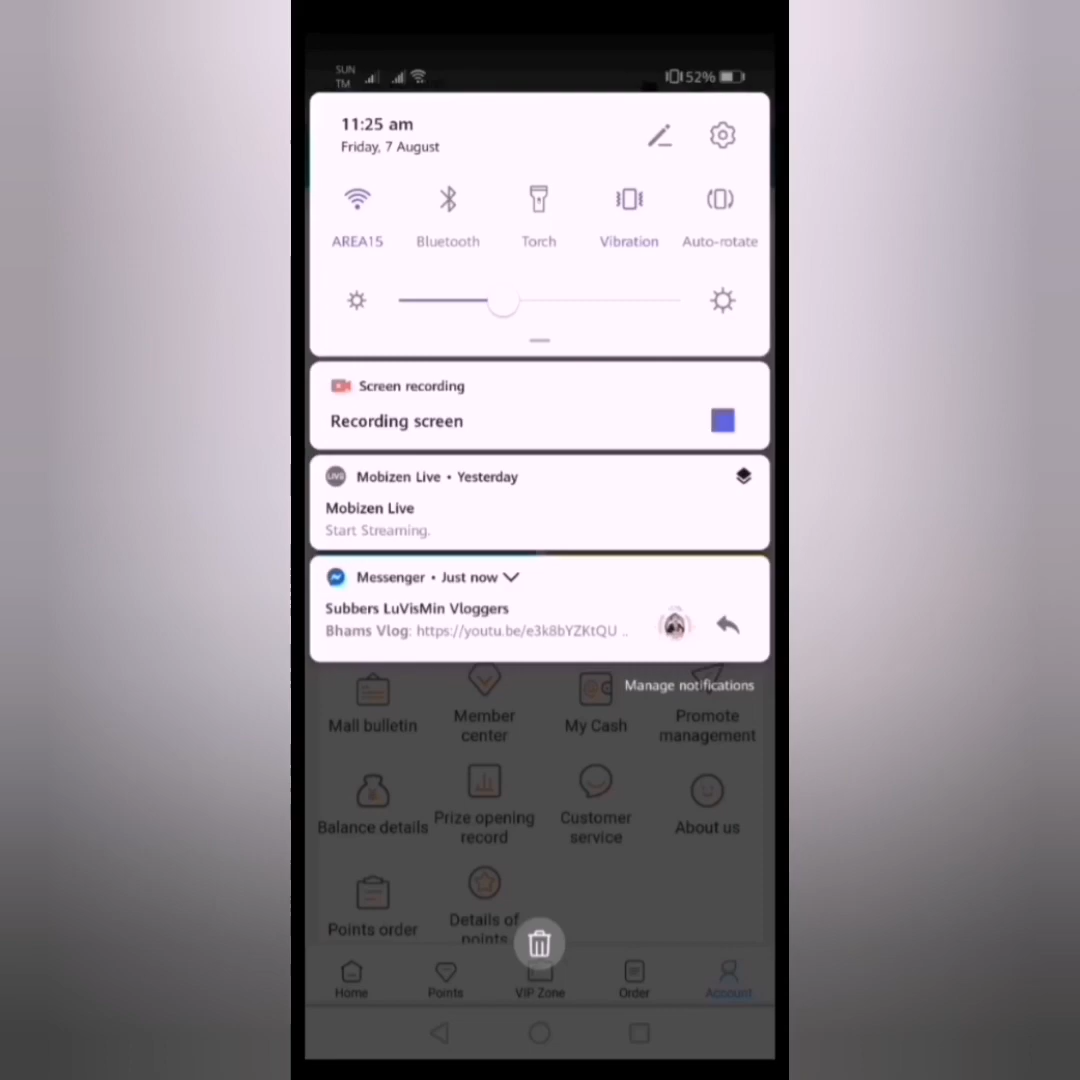 SUN
TM
52%
11:25 am
Friday, 7 August
AREA15
Bluetooth
Torch
Vibration
Auto-rotate
Screen recording
Recording screen
LIVE
Mobizen Live • Yesterday
Mobizen Live
Start Streaming.
Messenger • Just now
Subbers LuVisMin Vloggers
Bhams Vlog: https://youtu.be/e3k8bYZKtQU ..
Manage notifications
Mall bulletin
Member
center
My Cash
Promote
management
Balance details
Prize opening
record
Customer
service
About us
Points order
Details of
points
Home
Points
VIP Zone
Order
Account